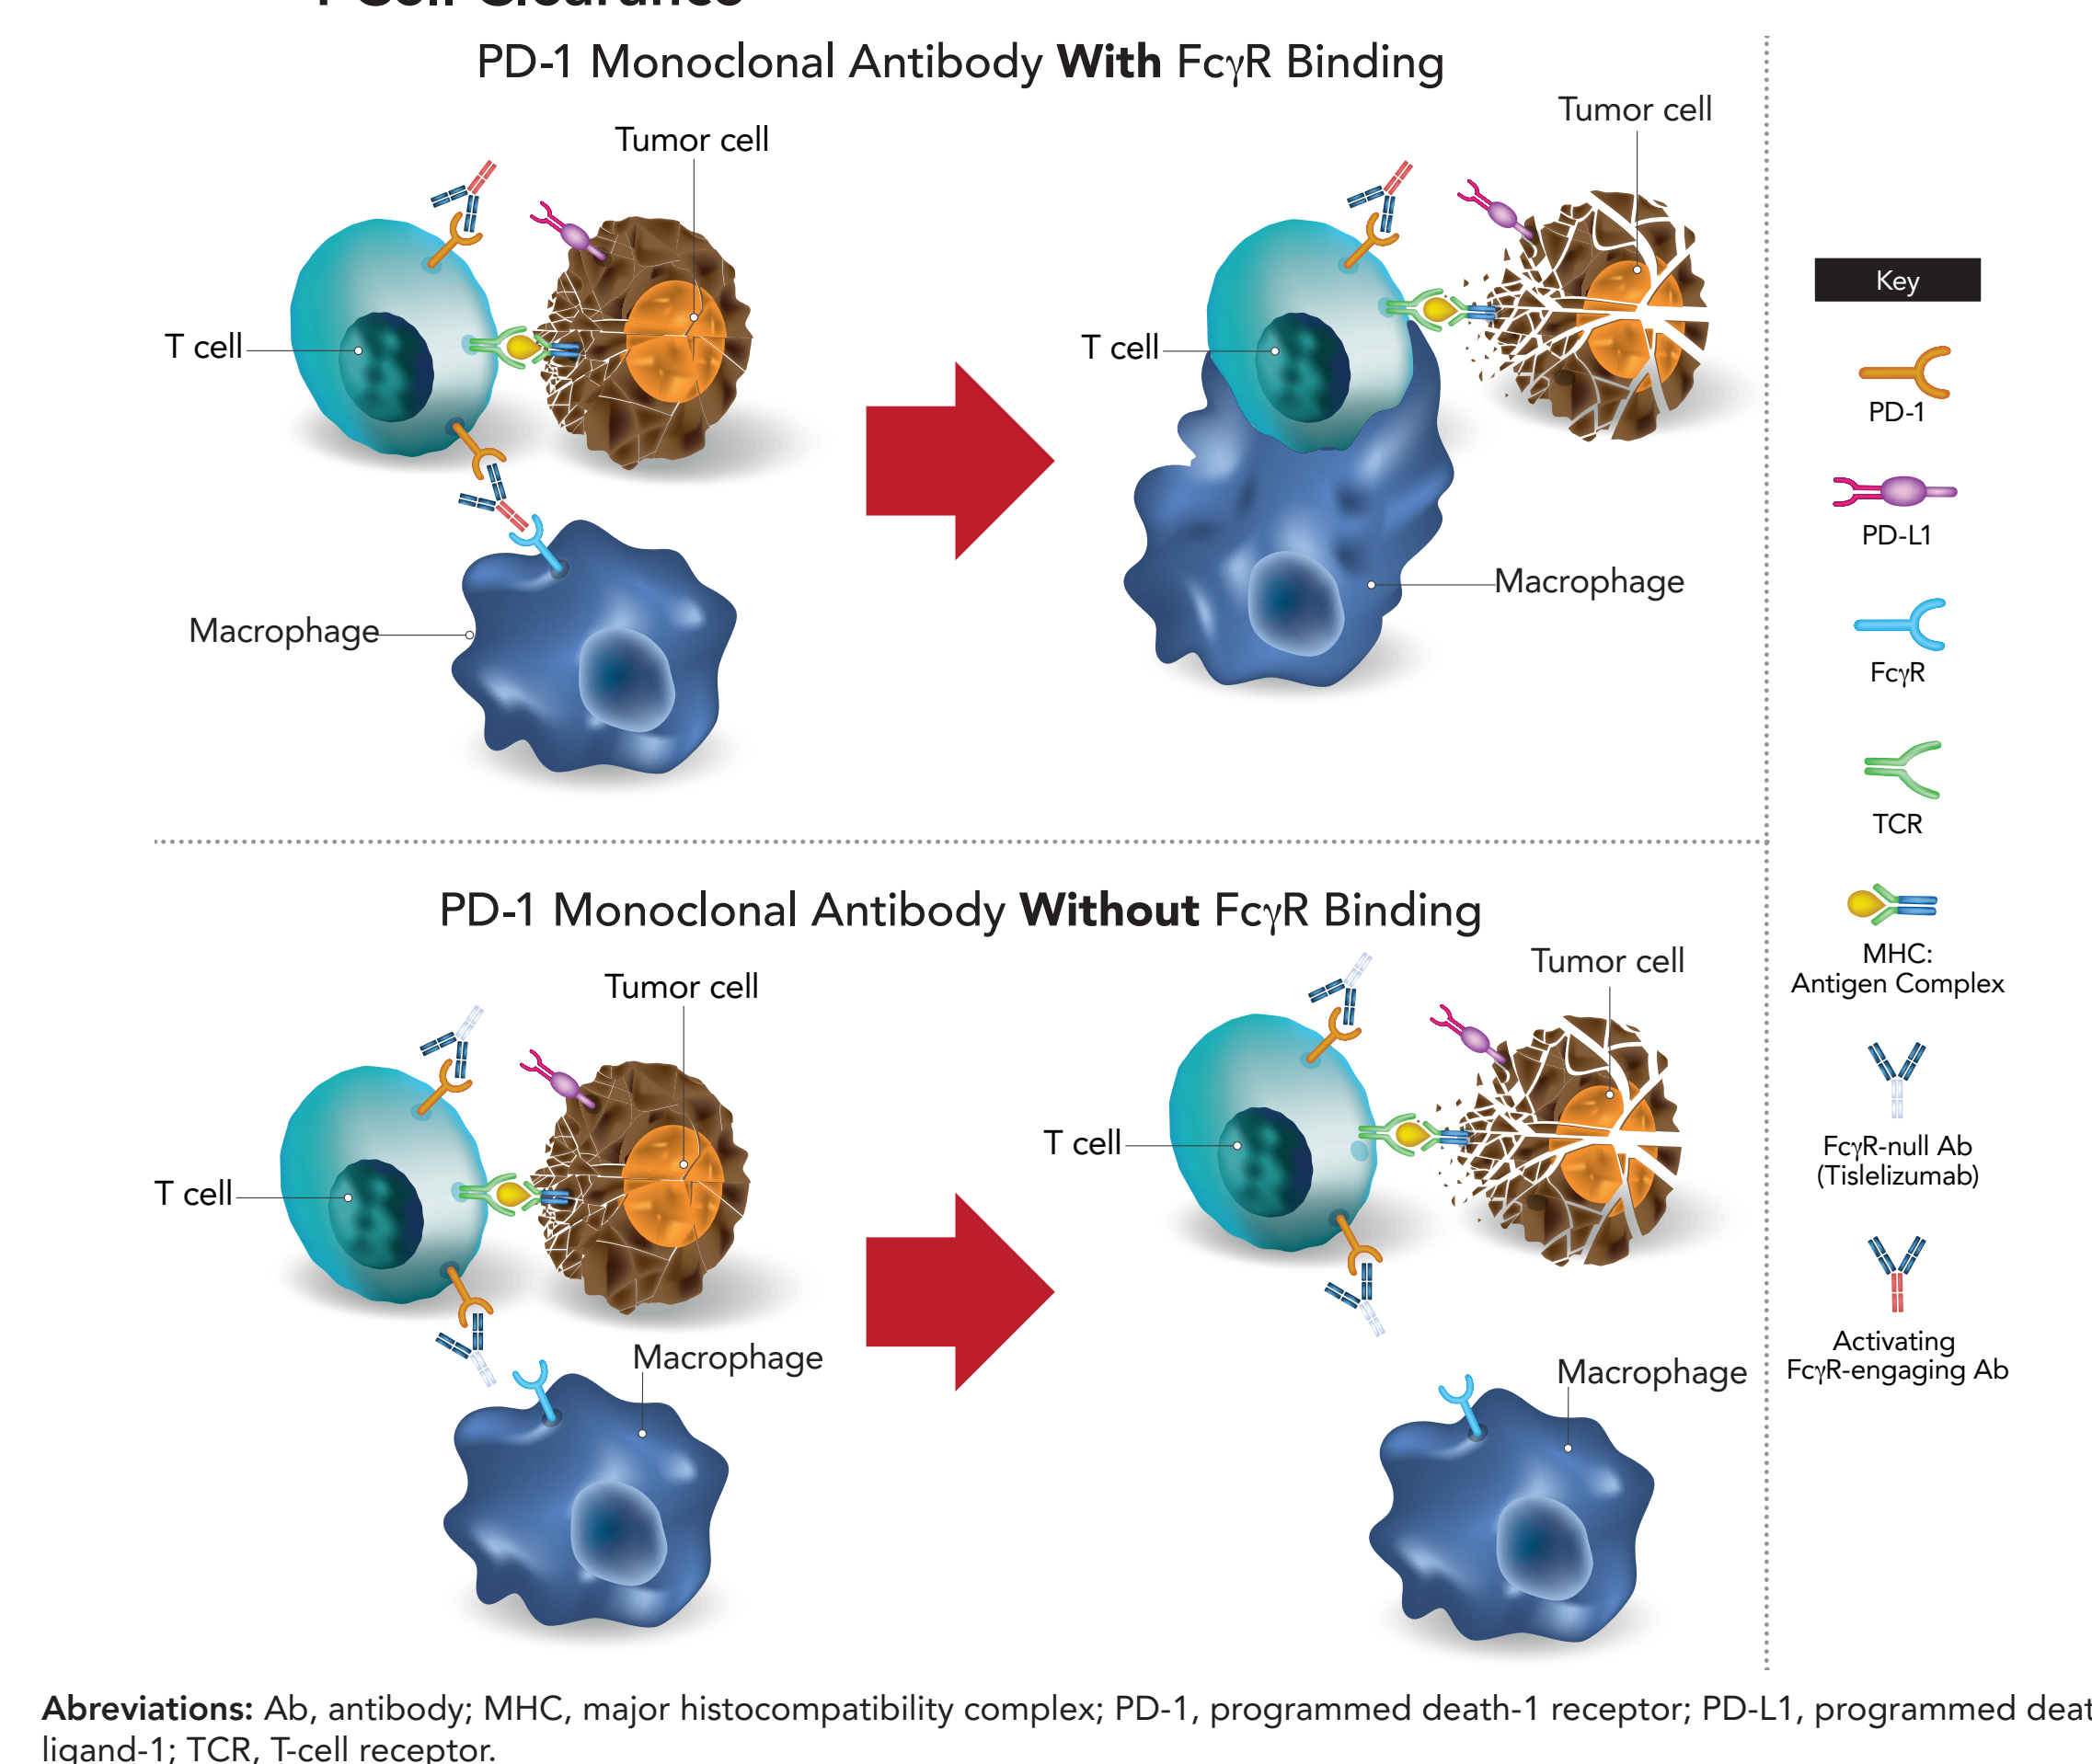 T Cell Clearance
PD-1 Monoclonal Antibody With FcγR Binding
Tumor cell
Tumor cell
T cell
T cell
Macrophage
Macrophage
PD-1 Monoclonal Antibody Without FcγR Binding
Tumor cell
Tumor cell
T cell
T cell
Macrophage
Macrophage
Key
PD-1
PD-L1
FcγR
TCR
MHC:
Antigen Complex
FcγR-null Ab
(Tislelizumab)
Activating
FcγR-engaging Ab
Abreviations: Ab, antibody; MHC, major histocompatibility complex; PD-1, programmed death-1 receptor; PD-L1, programmed deat
ligand-1; TCR, T-cell receptor.